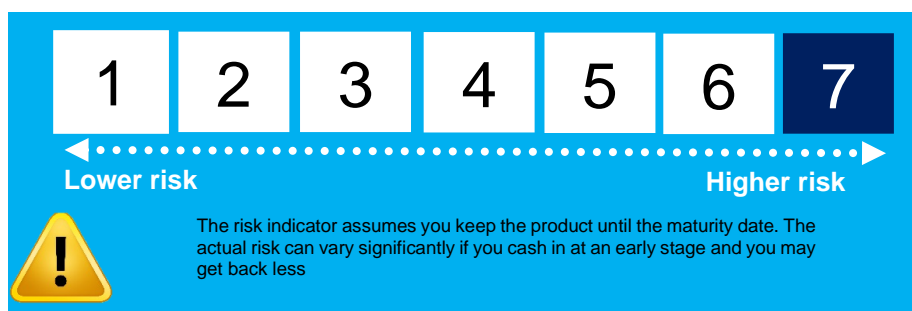 1 2 3 4 5 6 7
Lower risk Higher risk
The risk indicator assumes you keep the product until the maturity date. The
actual risk can vary significantly if you cash in at an early stage and you may
get back less